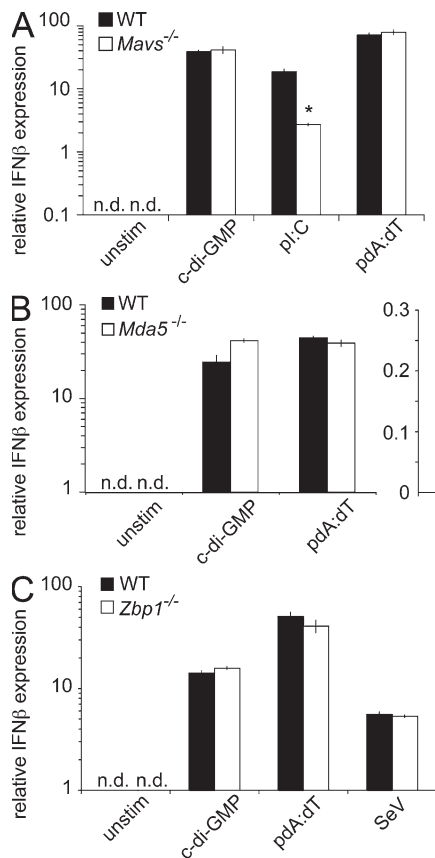 A
100
10
1
0.1
relative IFNβ expression
WT
Mavs-/-
*
n.d. n.d.
unstim
c-di-GMP
pI:C
pdA:dT
B
100
10
1
relative IFNβ expression
WT
Mda5-/-
n.d. n.d.
unstim
c-di-GMP
pdA:dT
0.3
0.2
0.1
0
C
100
10
1
relative IFNβ expression
WT
Zbp1-/-
n.d. n.d.
unstim
c-di-GMP
pdA:dT
SeV